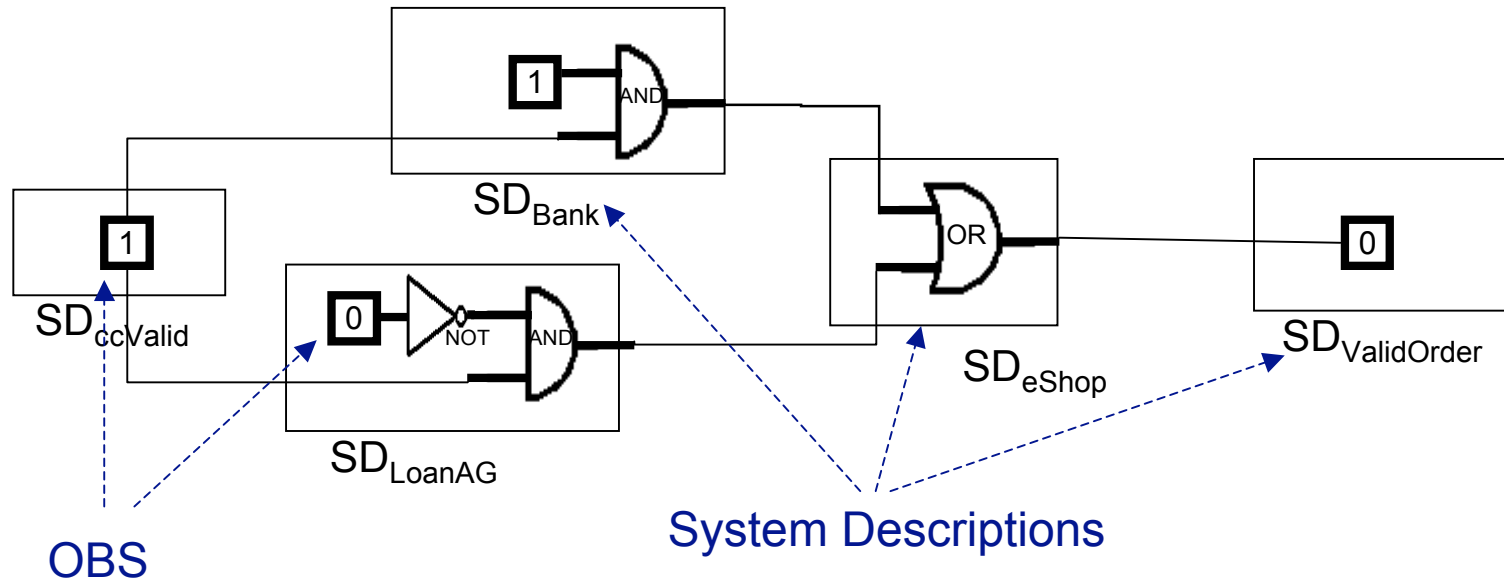 1
AND
SD_Bank
1
SD_ccValid
OR
0
SD_eShop
SD_ValidOrder
0
NOT
AND
SD_LoanAG
OBS
System Descriptions